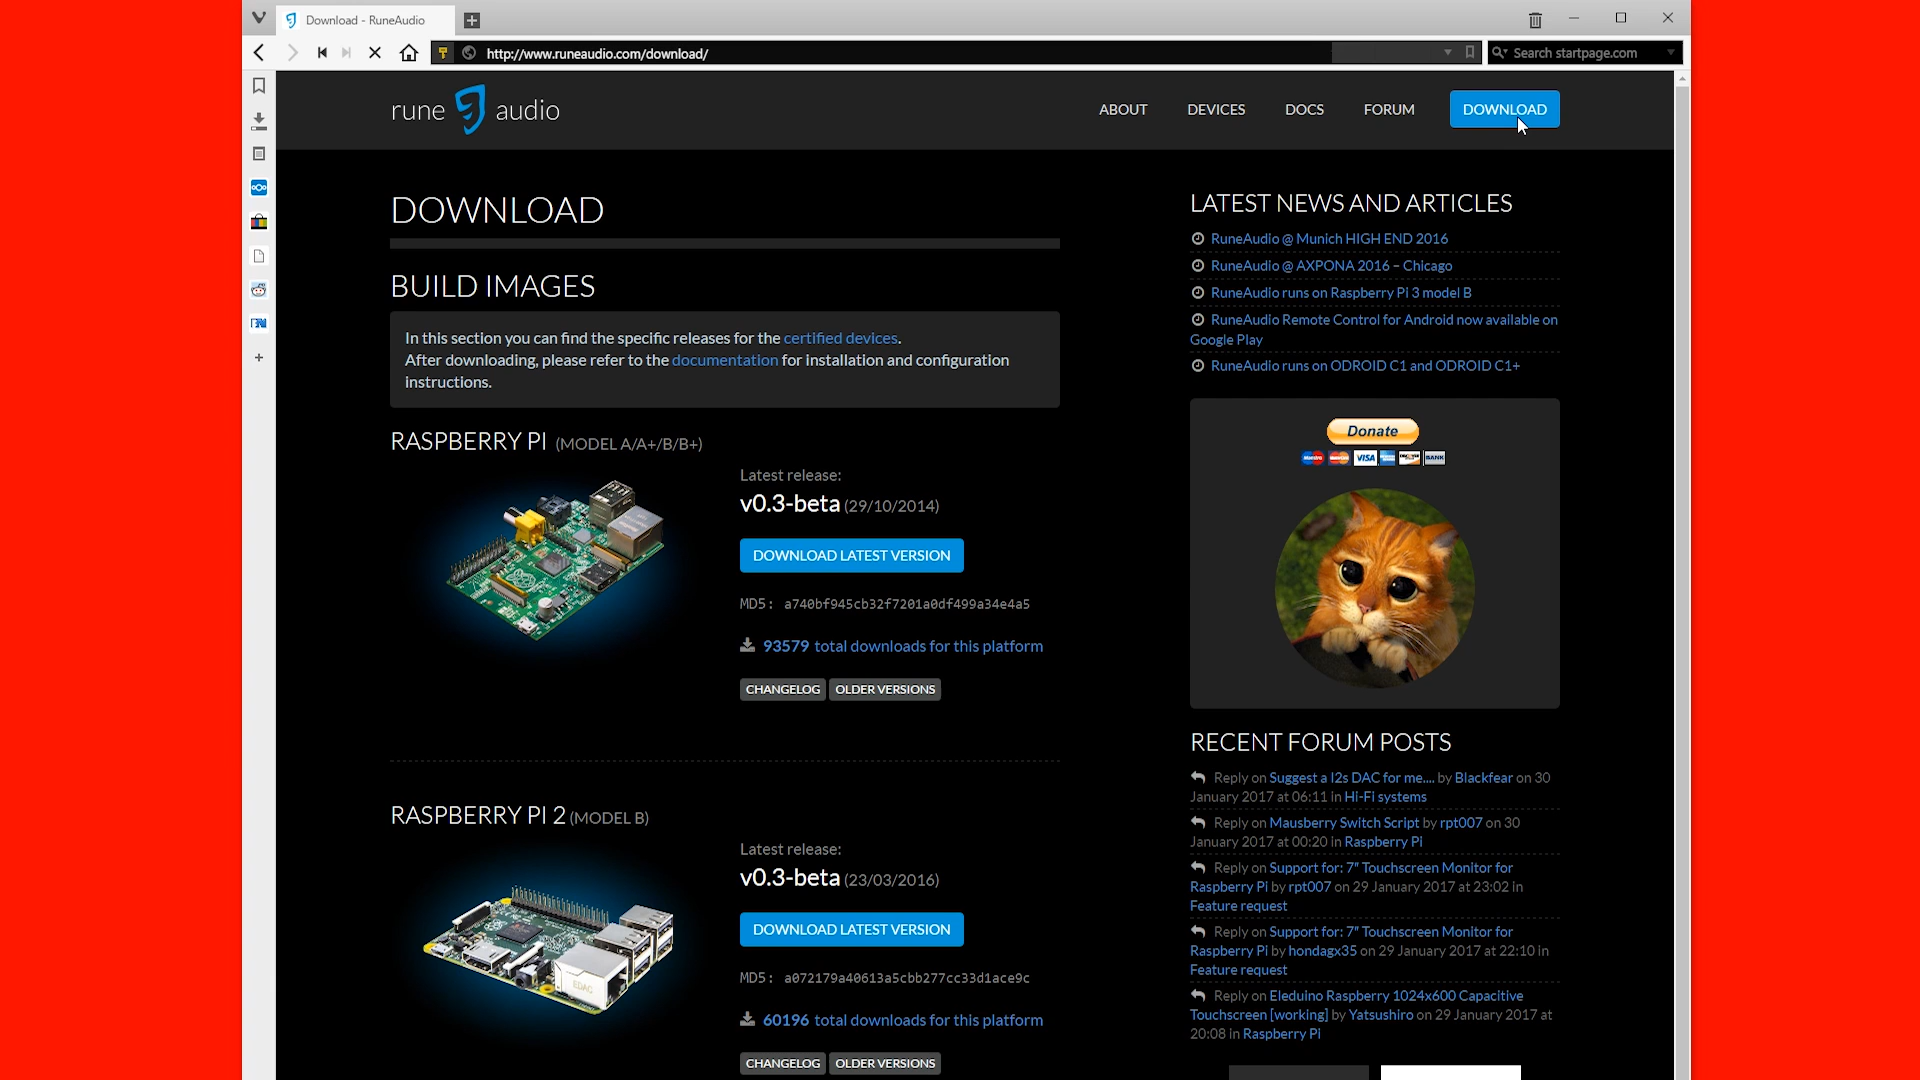 Download - RuneAudio
http://www.runeaudio.com/download/
Search startpage.com
rune audio
ABOUT
DEVICES
DOCS
FORUM
DOWNLOAD
DOWNLOAD
BUILD IMAGES
In this section you can find the specific releases for the certified devices.
After downloading, please refer to the documentation for installation and configuration
instructions.
RASPBERRY PI (MODEL A/A+/B/B+)
Latest release:
v0.3-beta (29/10/2014)
DOWNLOAD LATEST VERSION
MD5: a740bf945cb32f7201a0df499a34e4a5
93579 total downloads for this platform
CHANGELOG OLDER VERSIONS
RASPBERRY PI 2 (MODEL B)
Latest release:
v0.3-beta (23/03/2016)
DOWNLOAD LATEST VERSION
MD5: a072179a40613a5cbb277cc33d1ace9c
60196 total downloads for this platform
CHANGELOG OLDER VERSIONS
LATEST NEWS AND ARTICLES
RuneAudio @ Munich HIGH END 2016
RuneAudio @ AXPONA 2016 – Chicago
RuneAudio runs on Raspberry Pi 3 model B
RuneAudio Remote Control for Android now available on
Google Play
RuneAudio runs on ODROID C1 and ODROID C1+
Donate
VISA
BANK
RECENT FORUM POSTS
Reply on Suggest a I2s DAC for me.... by Blackfear on 30
January 2017 at 06:11 in Hi-Fi systems
Reply on Mausberry Switch Script by rpt007 on 30
January 2017 at 00:20 in Raspberry Pi
Reply on Support for: 7" Touchscreen Monitor for
Raspberry Pi by rpt007 on 29 January 2017 at 23:02 in
Feature request
Reply on Support for: 7" Touchscreen Monitor for
Raspberry Pi by hondagx35 on 29 January 2017 at 22:10 in
Feature request
Reply on Eleduino Raspberry 1024x600 Capacitive
Touchscreen [working] by Yatsushiro on 29 January 2017 at
20:08 in Raspberry Pi